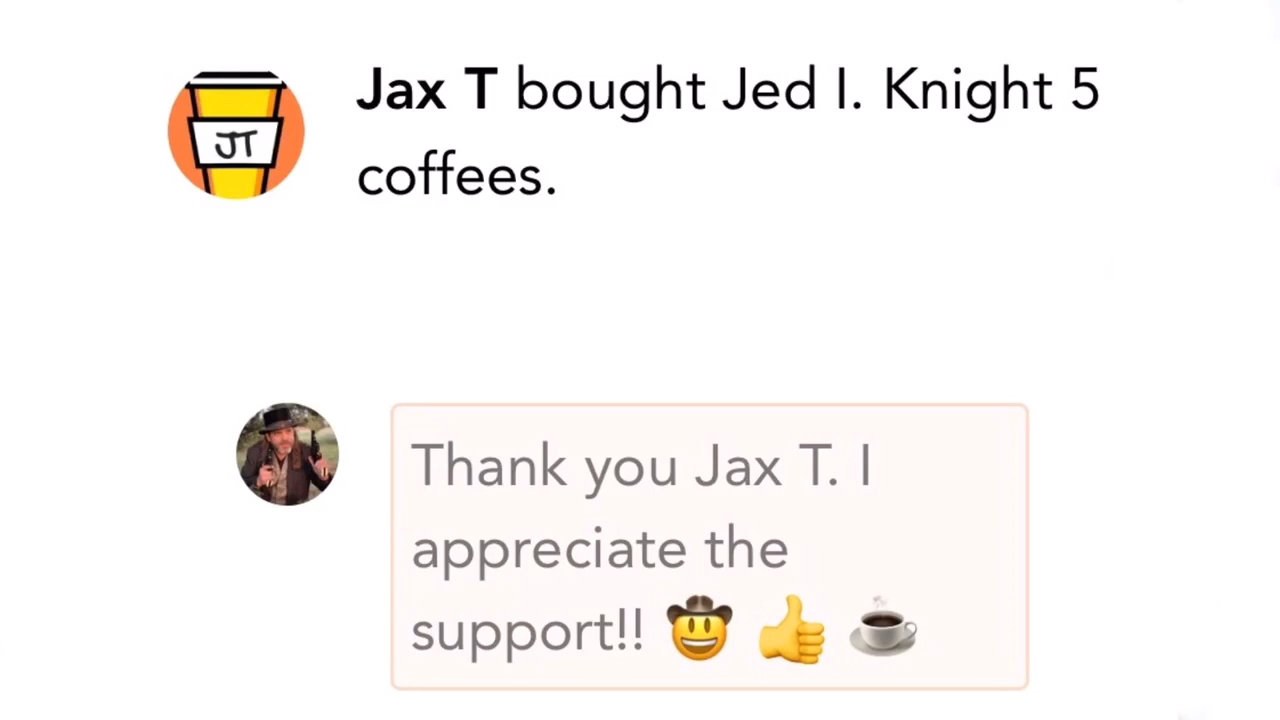 JT
Jax T bought Jed I. Knight 5
coffees.
Thank you Jax T. I
appreciate the
support!! 🤠 👍 ☕